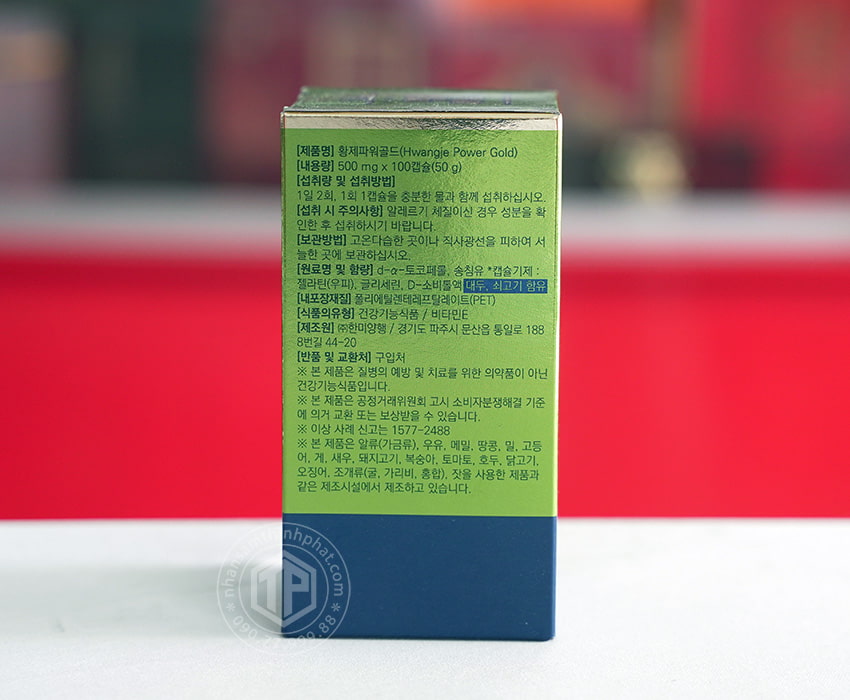 [제품명] 황제파워골드(Hwangje Power Gold)
[내용량] 500 mg x 100캡슐(50 g)
[섭취량 및 섭취방법]
1일 2회, 1회 1캡슐을 충분한 물과 함께 섭취하십시오.
[섭취 시 주의사항] 알레르기 체질이신 경우 성분을 확
인한 후 섭취하시기 바랍니다.
[보관방법] 고온다습한 곳이나 직사광선을 피하여 서
늘한 곳에 보관하십시오.
[원료명 및 함량] d-α-토코페롤, 송침유 *캡슐기제 :
젤라틴(우피), 글리세린, D-소비톨액 대두, 쇠고기 함유
[내포장재질] 폴리에틸렌테레프탈레이트(PET)
[식품의유형] 건강기능식품 / 비타민E
[제조원] ㈜한미양행 / 경기도 파주시 문산읍 통일로 188
8번길 44-20
[반품 및 교환처] 구입처
※ 본 제품은 질병의 예방 및 치료를 위한 의약품이 아닌
건강기능식품입니다.
※ 본 제품은 공정거래위원회 고시 소비자분쟁해결 기준
에 의거 교환 또는 보상받을 수 있습니다.
※ 이상 사례 신고는 1577-2488
※ 본 제품은 알류(가금류), 우유, 메밀, 땅콩, 밀, 고등
어, 게, 새우, 돼지고기, 복숭아, 토마토, 호두, 닭고기,
오징어, 조개류(굴, 가리비, 홍합), 잣을 사용한 제품과
같은 제조시설에서 제조하고 있습니다.
TP